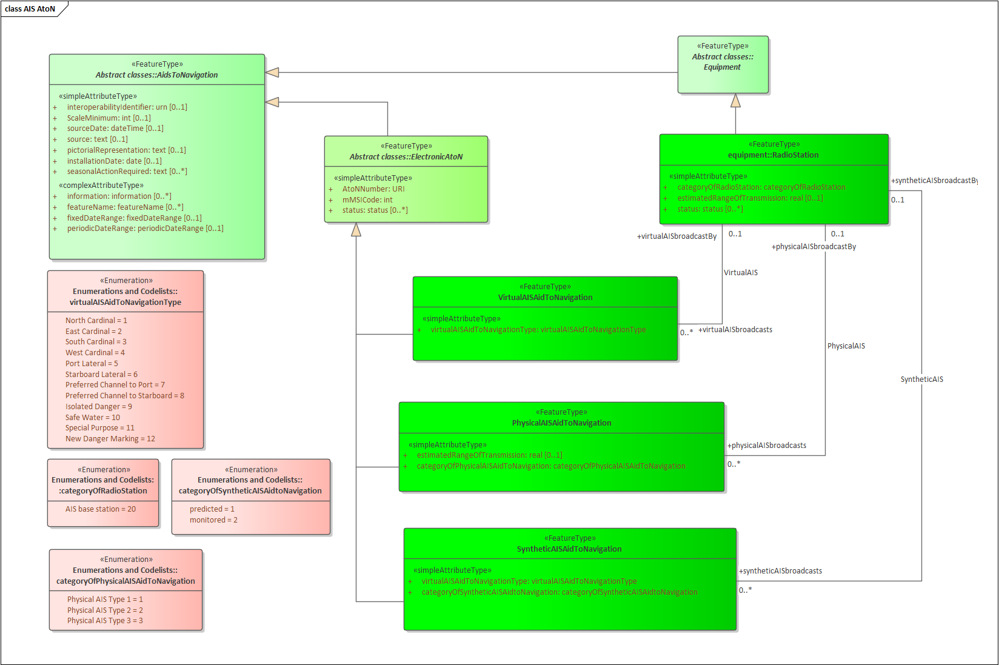 class AIS AtoN
«FeatureType»
Abstract classes::AidsToNavigation
«simpleAttributeType»
+ interoperabilityIdentifier: urn [0..1]
+ ScaleMinimum: int [0..1]
+ sourceDate: dateTime [0..1]
+ source: text [0..1]
+ pictorialRepresentation: text [0..1]
+ installationDate: date [0..1]
+ seasonalActionRequired: text [0..*]
«complexAttributeType»
+ information: information [0..*]
+ featureName: featureName [0..*]
+ fixedDateRange: fixedDateRange [0..1]
+ periodicDateRange: periodicDateRange [0..1]
«FeatureType»
Abstract classes::
Equipment
«FeatureType»
Abstract classes::ElectronicAtoN
«simpleAttributeType»
+ AtoNNumber: URI
+ mMSICode: int
+ status: status [0..*]
«FeatureType»
equipment::RadioStation
«simpleAttributeType»
+ categoryOfRadioStation: categoryOfRadioStation
+ estimatedRangeOfTransmission: real [0..1]
+ status: status [0..*]
+syntheticAISbroadcastBy
0..1
+virtualAISbroadcastBy
0..1
0..1
+physicalAISbroadcastBy
VirtualAIS
«FeatureType»
VirtualAISAidToNavigation
«simpleAttributeType»
+ virtualAISAidToNavigationType: virtualAISAidToNavigationType
0..*
+virtualAISbroadcasts
PhysicalAIS
SyntheticAIS
«FeatureType»
PhysicalAISAidToNavigation
«simpleAttributeType»
+ estimatedRangeOfTransmission: real [0..1]
+ categoryOfPhysicalAISAidToNavigation: categoryOfPhysicalAISAidToNavigation
+physicalAISbroadcasts
0..*
«FeatureType»
SyntheticAISAidToNavigation
«simpleAttributeType»
+ virtualAISAidToNavigationType: virtualAISAidToNavigationType
+ categoryOfSyntheticAISAidtoNavigation: categoryOfSyntheticAISAidtoNavigation
+syntheticAISbroadcasts
0..*
«Enumeration»
Enumerations and Codelists::
virtualAISAidToNavigationType
North Cardinal = 1
East Cardinal = 2
South Cardinal = 3
West Cardinal = 4
Port Lateral = 5
Starboard Lateral = 6
Preferred Channel to Port = 7
Preferred Channel to Starboard = 8
Isolated Danger = 9
Safe Water = 10
Special Purpose = 11
New Danger Marking = 12
«Enumeration»
Enumerations and Codelists:
:categoryOfRadioStation
AIS base station = 20
«Enumeration»
Enumerations and Codelists::
categoryOfSyntheticAISAidtoNavigation
predicted = 1
monitored = 2
«Enumeration»
Enumerations and Codelists::
categoryOfPhysicalAISAidToNavigation
Physical AIS Type 1 = 1
Physical AIS Type 2 = 2
Physical AIS Type 3 = 3